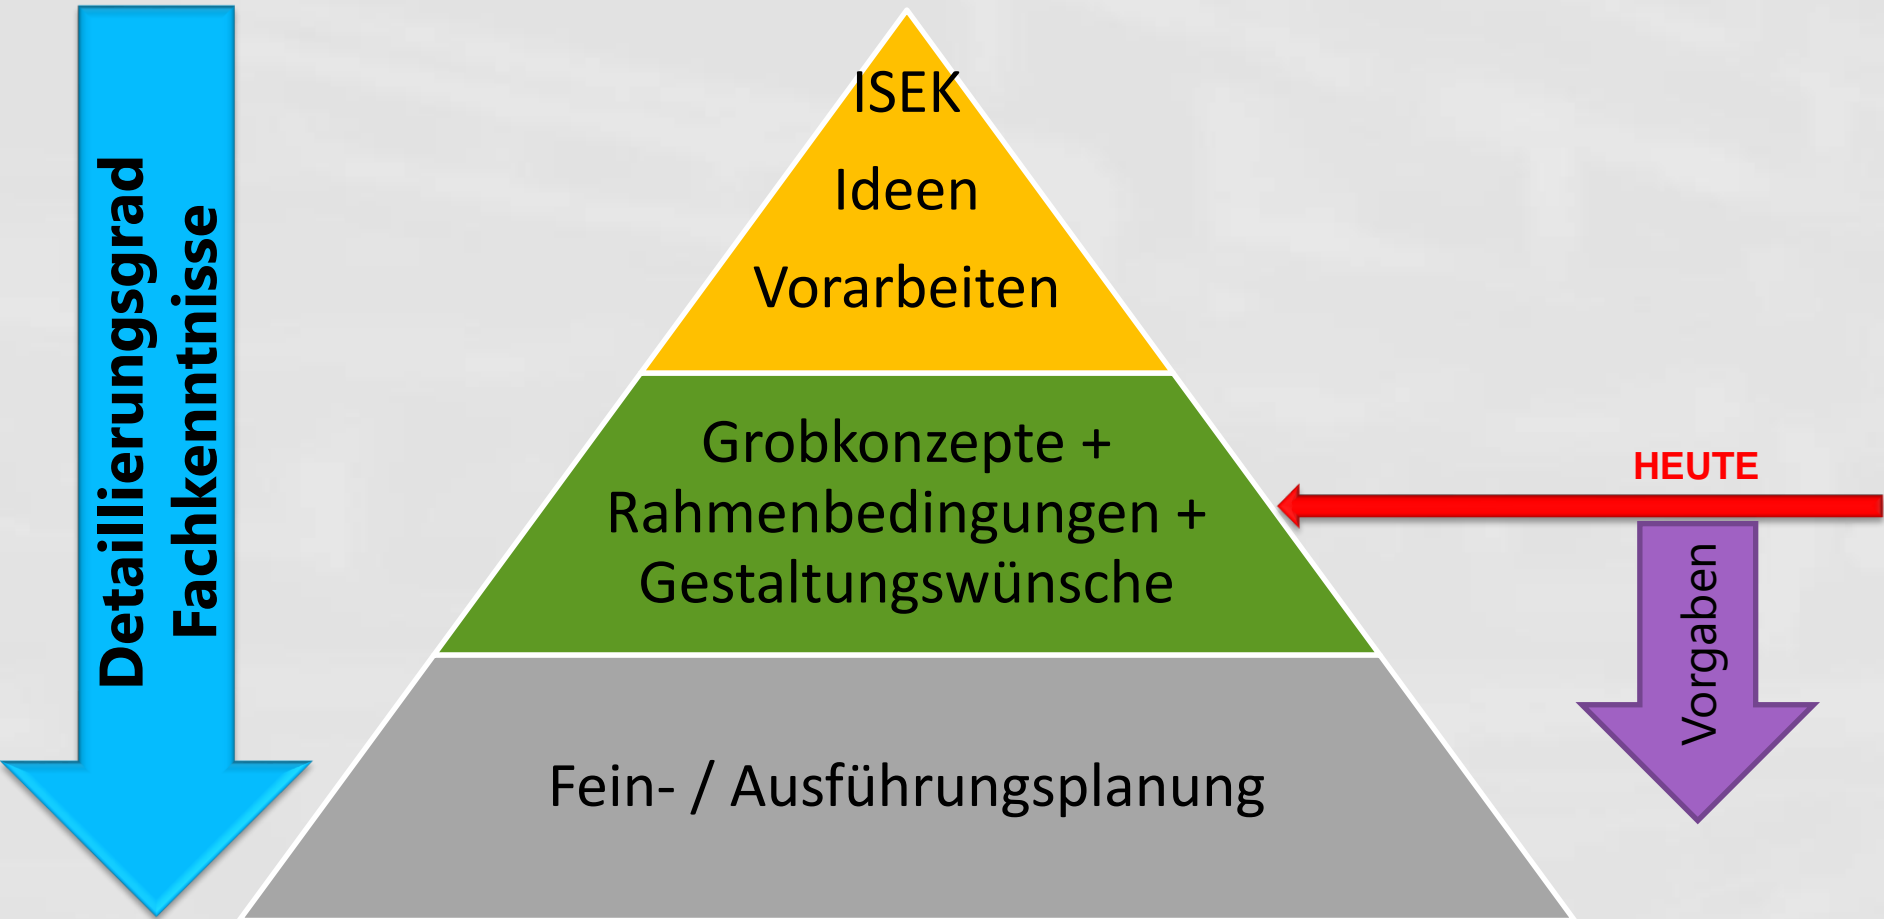 Detaillierungsgrad
Fachkenntnisse
ISEK
Ideen
Vorarbeiten
Grobkonzepte +
Rahmenbedingungen +
Gestaltungswünsche
Fein- / Ausführungsplanung
HEUTE
Vorgaben